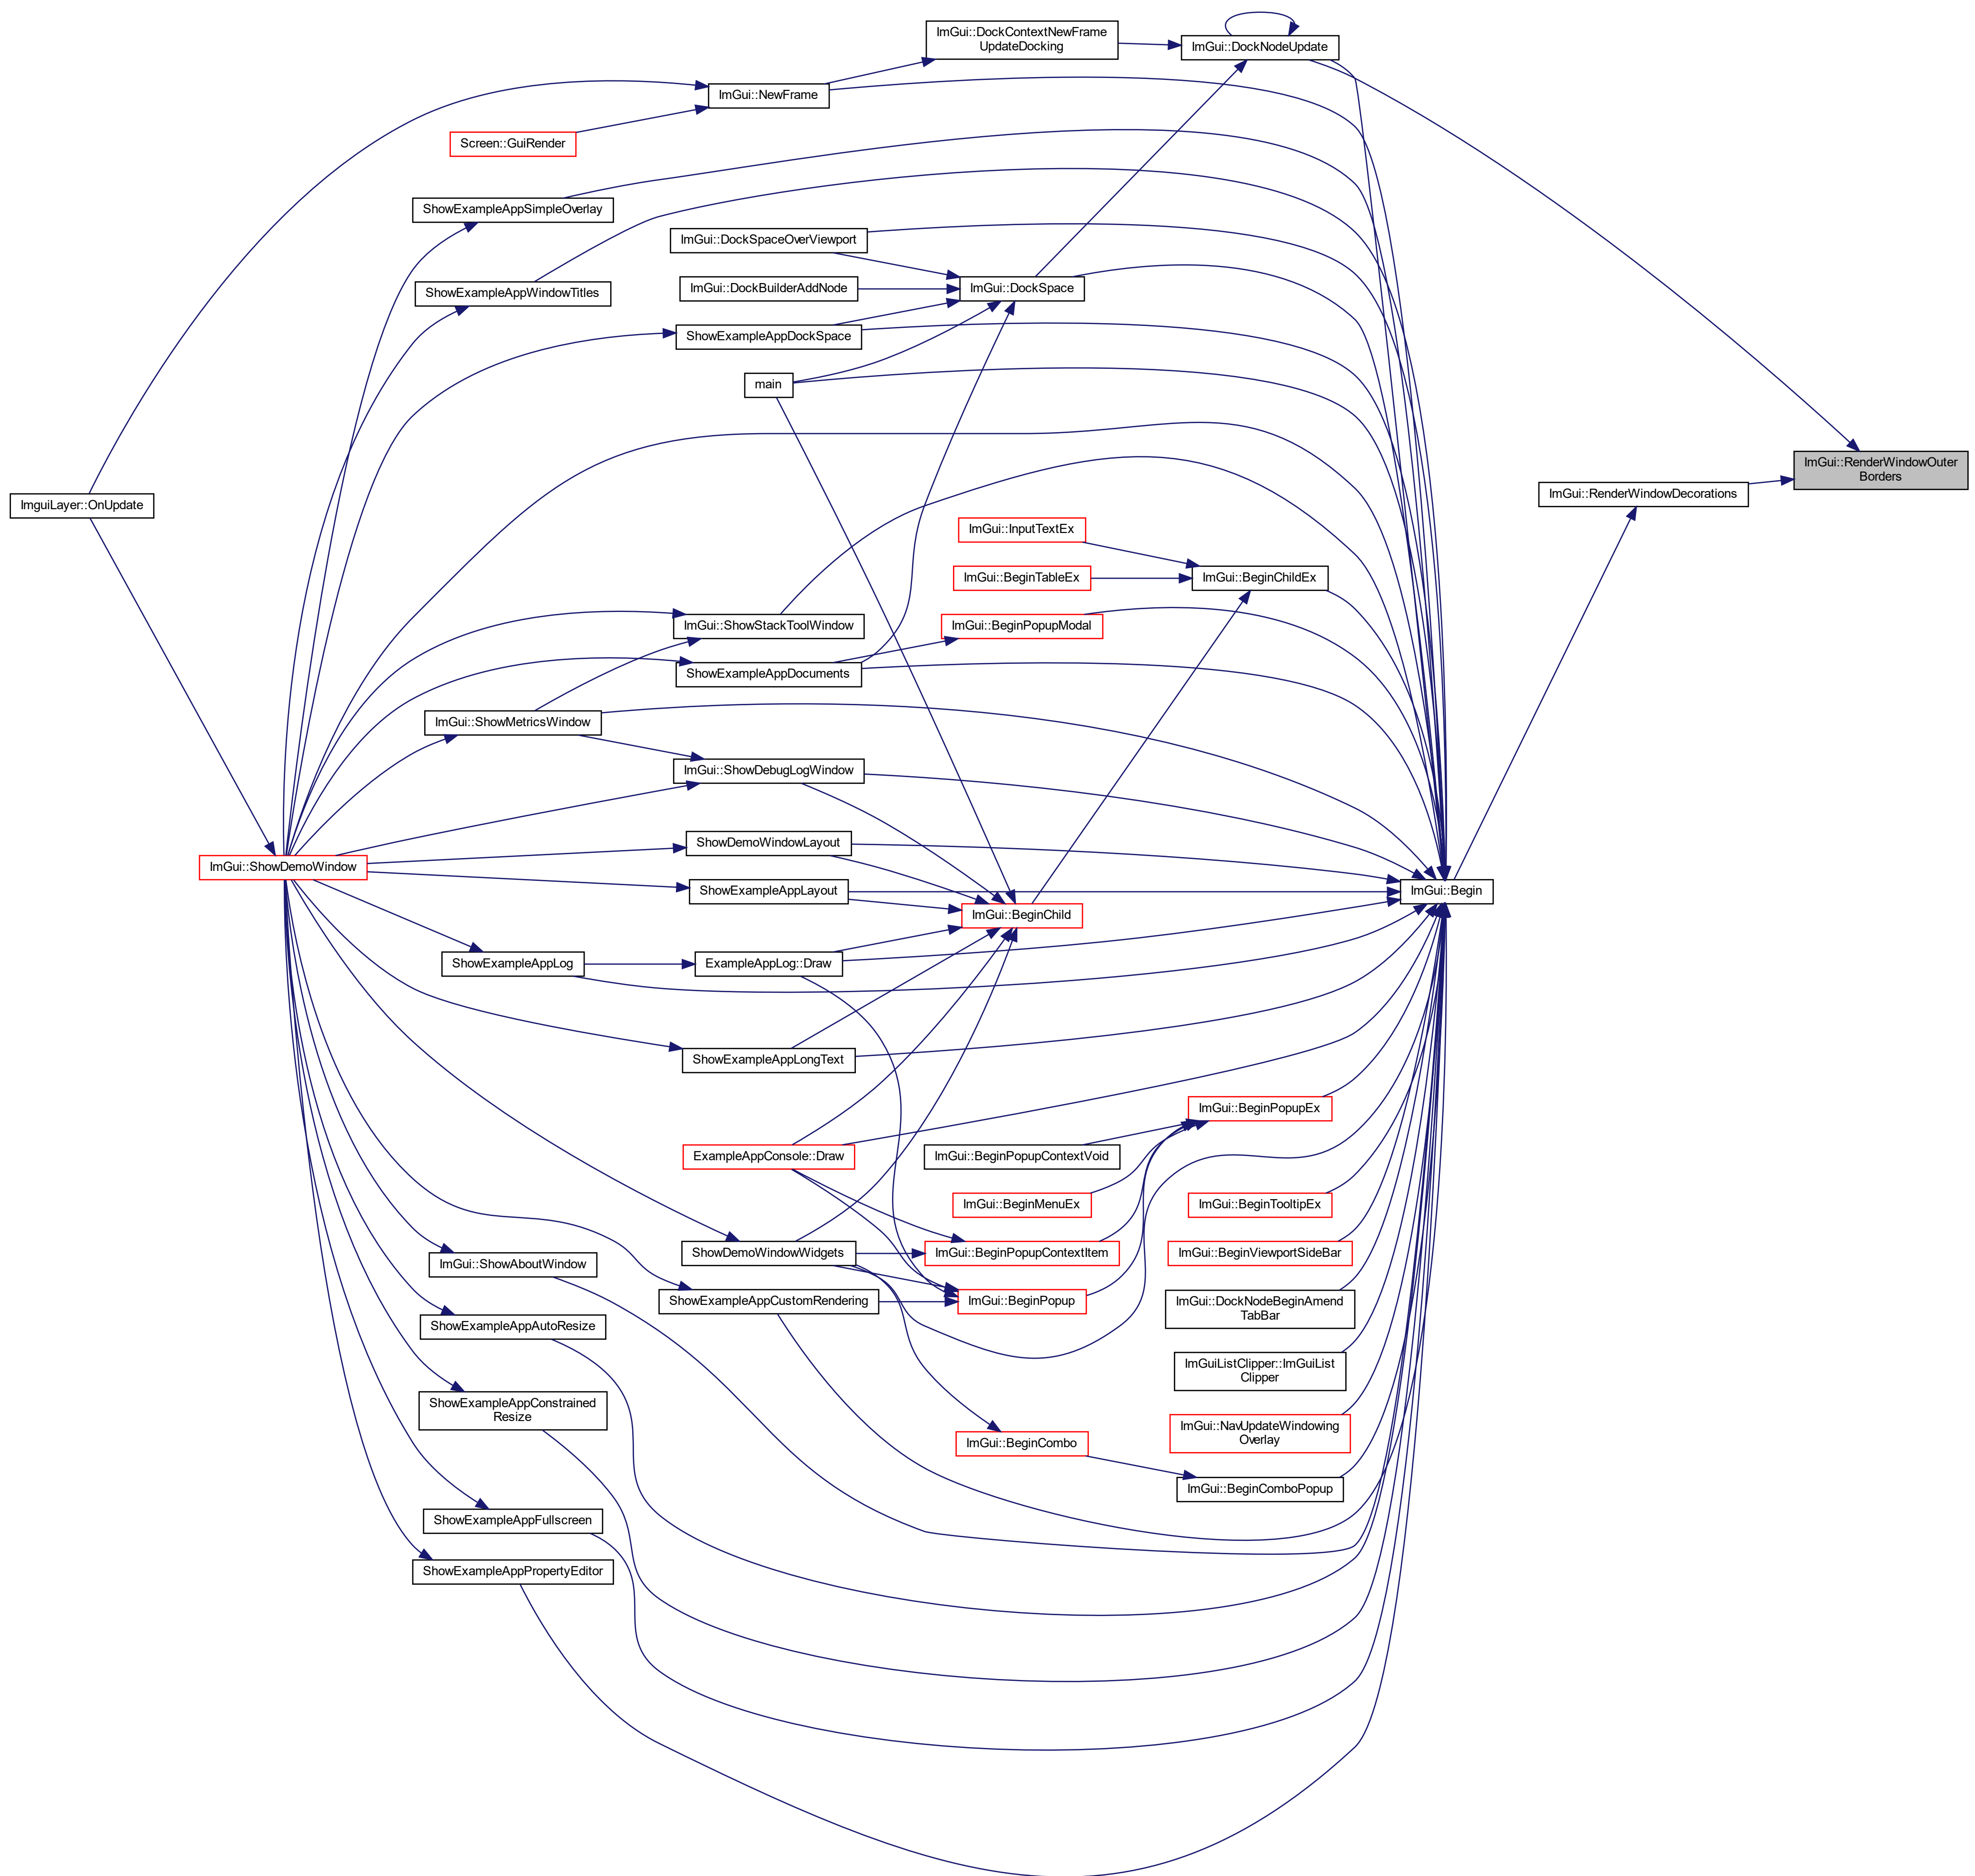 ImGui::DockContextNewFrame
UpdateDocking
ImGui::DockNodeUpdate
ImGui::NewFrame
Screen::GuiRender
ShowExampleAppSimpleOverlay
ImGui::DockSpaceOverViewport
ImGui::DockBuilderAddNode
ImGui::DockSpace
ShowExampleAppWindowTitles
ShowExampleAppDockSpace
main
ImGui::RenderWindowOuter
Borders
ImGui::RenderWindowDecorations
ImguiLayer::OnUpdate
ImGui::InputTextEx
ImGui::BeginTableEx
ImGui::BeginChildEx
ImGui::ShowStackToolWindow
ImGui::BeginPopupModal
ShowExampleAppDocuments
ImGui::ShowMetricsWindow
ImGui::ShowDebugLogWindow
ShowDemoWindowLayout
ImGui::ShowDemoWindow
ShowExampleAppLayout
ImGui::Begin
ImGui::BeginChild
ShowExampleAppLog
ExampleAppLog::Draw
ShowExampleAppLongText
ImGui::BeginPopupEx
ExampleAppConsole::Draw
ImGui::BeginPopupContextVoid
ImGui::BeginMenuEx
ImGui::BeginTooltipEx
ShowDemoWindowWidgets
ImGui::BeginPopupContextItem
ImGui::BeginViewportSideBar
ImGui::ShowAboutWindow
ShowExampleAppCustomRendering
ImGui::BeginPopup
ImGui::DockNodeBeginAmend
TabBar
ShowExampleAppAutoResize
ImGuiListClipper::ImGuiList
Clipper
ShowExampleAppConstrained
Resize
ImGui::NavUpdateWindowing
Overlay
ImGui::BeginCombo
ImGui::BeginComboPopup
ShowExampleAppFullscreen
ShowExampleAppPropertyEditor